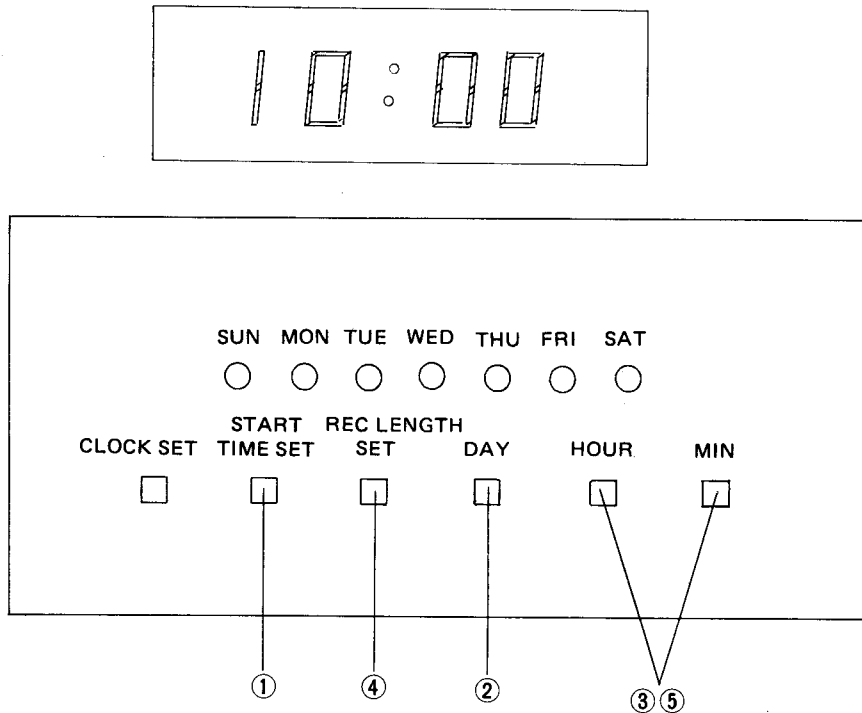 10:00
SUN MON TUE WED THU FRI SAT
START REC LENGTH
CLOCK SET TIME SET SET DAY HOUR MIN
① ④ ② ③⑤